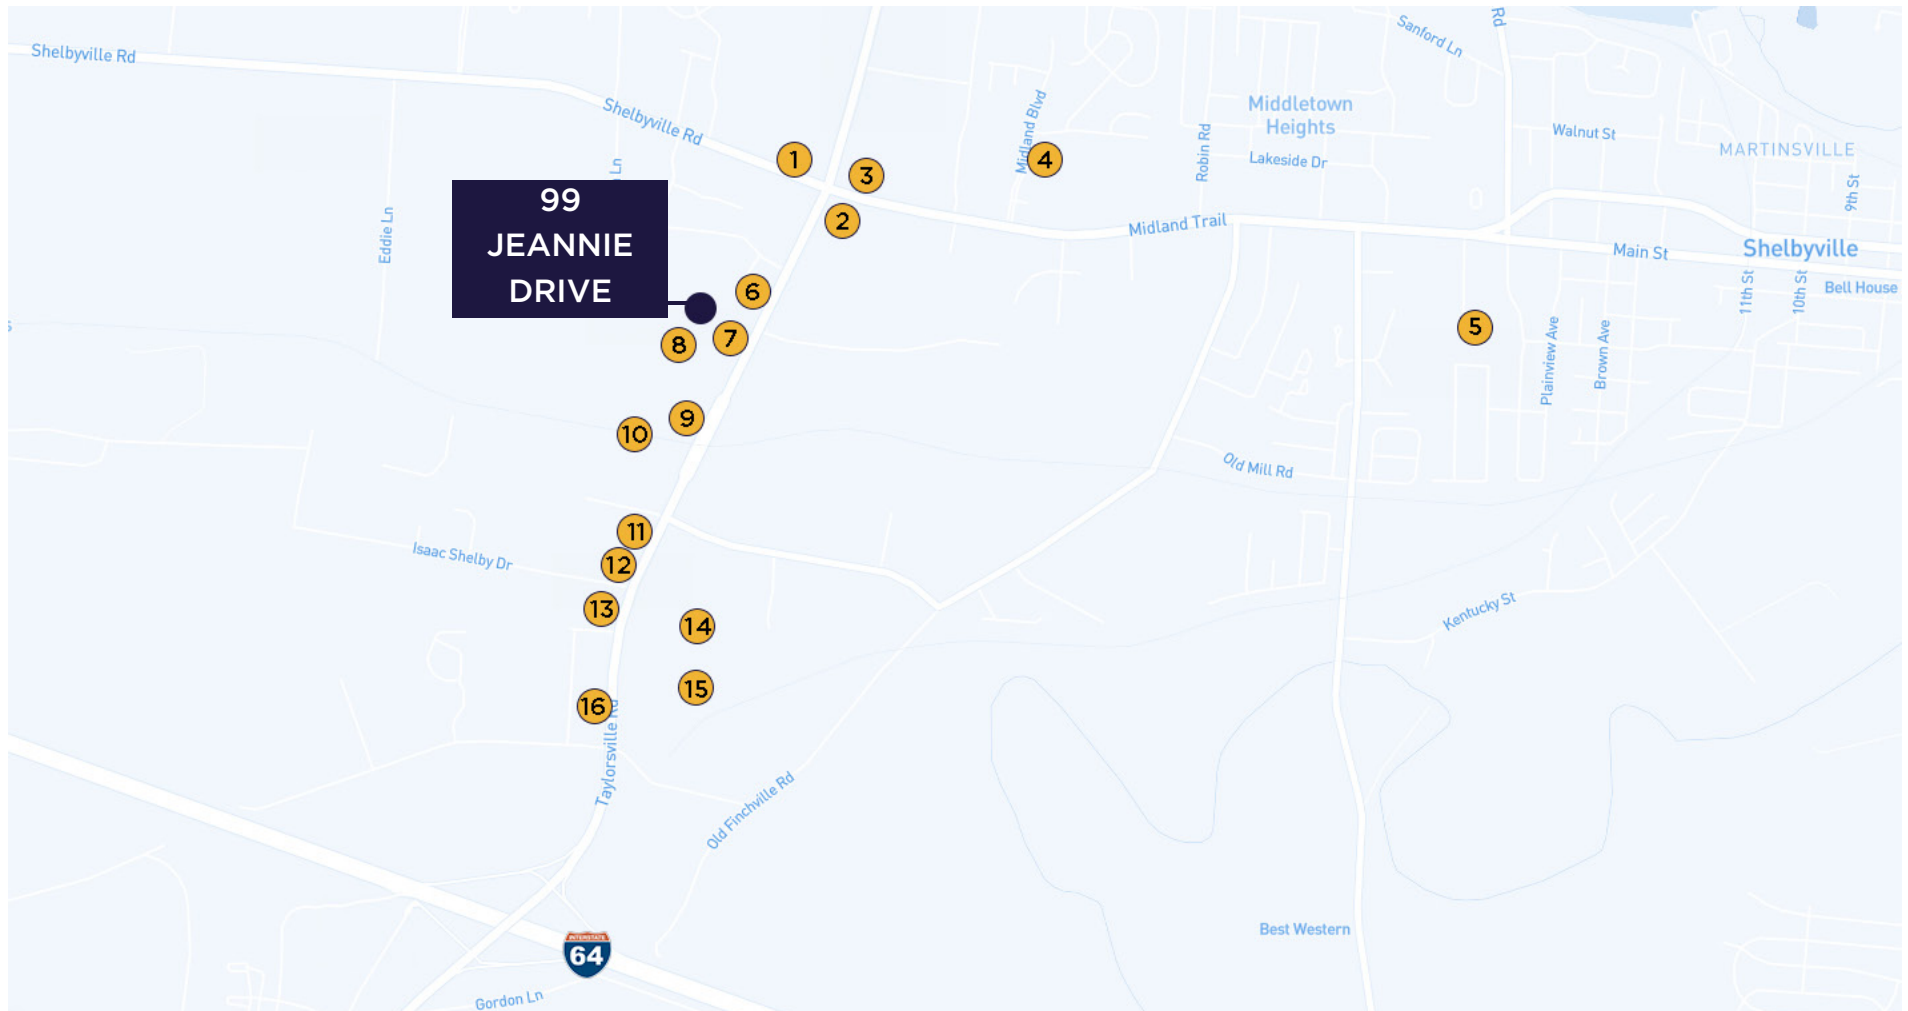 Shelbyville Rd
Shelbyville Rd
Sanford Ln
Rd
Midland Blvd
Middletown
Heights
Robin Rd
Lakeside Dr
Walnut St
MARTINSVILLE
9th St
1
3
4
2
Ln
Eddie Ln
99
JEANNIE
DRIVE
Midland Trail
Main St
Shelbyville
11th St
10th St
Bell House
6
7
8
5
Plainview Ave
Brown Ave
9
10
Old Mill Rd
11
12
Isaac Shelby Dr
13
14
Kentucky St
15
16
Taylorsville Rd
Old Finchville Rd
Best Western
INTERSTATE
64
Gordon Ln